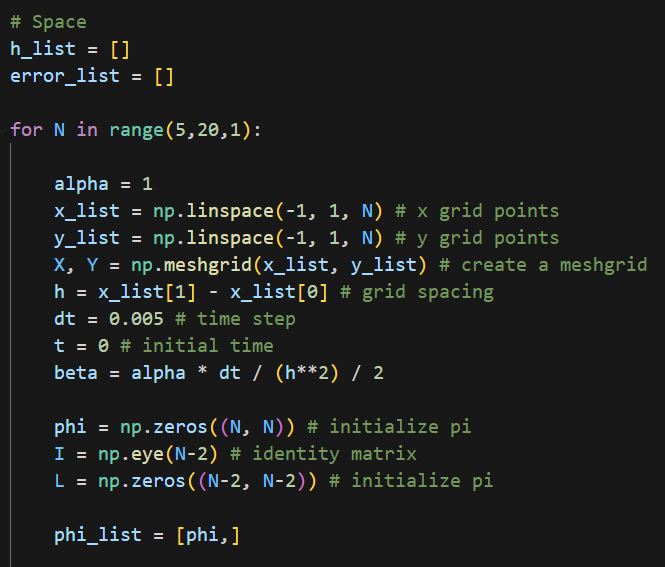 # Space
h_list = []
error_list = []
for N in range(5,20,1):
alpha = 1
x_list = np.linspace(-1, 1, N) # x grid points
y_list = np.linspace(-1, 1, N) # y grid points
X, Y = np.meshgrid(x_list, y_list) # create a meshgrid
h = x_list[1] - x_list[0] # grid spacing
dt = 0.005 # time step
t = 0 # initial time
beta = alpha * dt / (h**2) / 2
phi = np.zeros((N, N)) # initialize pi
I = np.eye(N-2) # identity matrix
L = np.zeros((N-2, N-2)) # initialize pi
phi_list = [phi,]